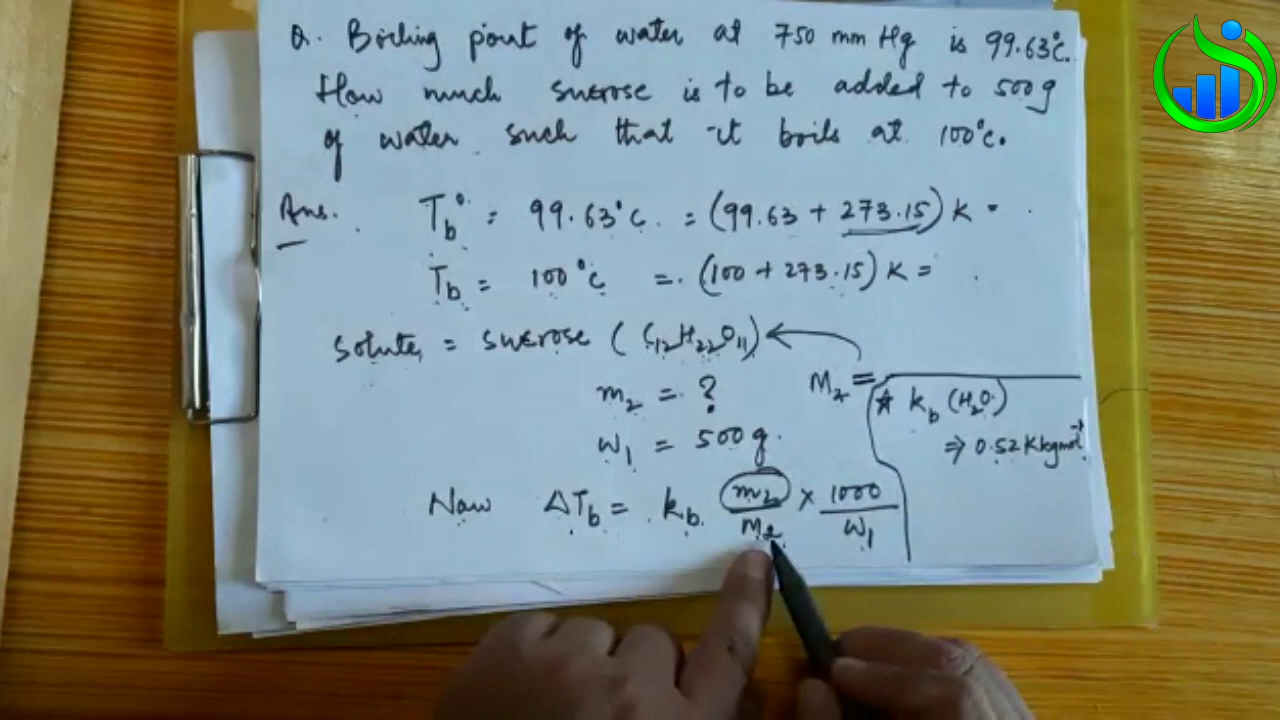 Q. Boiling point of water at 750 mm Hg is 99.63°C.
How much sucrose is to be added to 500g
of water such that it boils at 100°C.
Ans. T_b° = 99.63°C. = (99.63 + 273.15) K
T_b = 100°C = (100 + 273.15) K =
Solute = sucrose (C12H22O11)
m2 = ? M2 =
* Kb (H2O)
w1 = 500g. ⇒ 0.52 K kg mol⁻¹
Now ΔTb = kb m2/M2 × 1000/w1